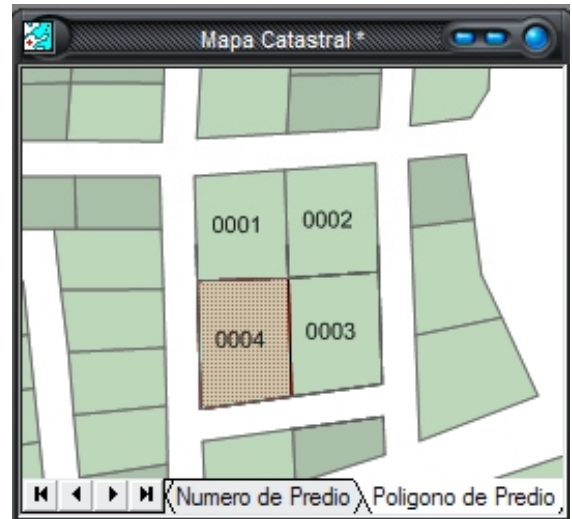 Mapa Catastral *
0001 0002
0004 0003
Numero de Predio Poligono de Predio